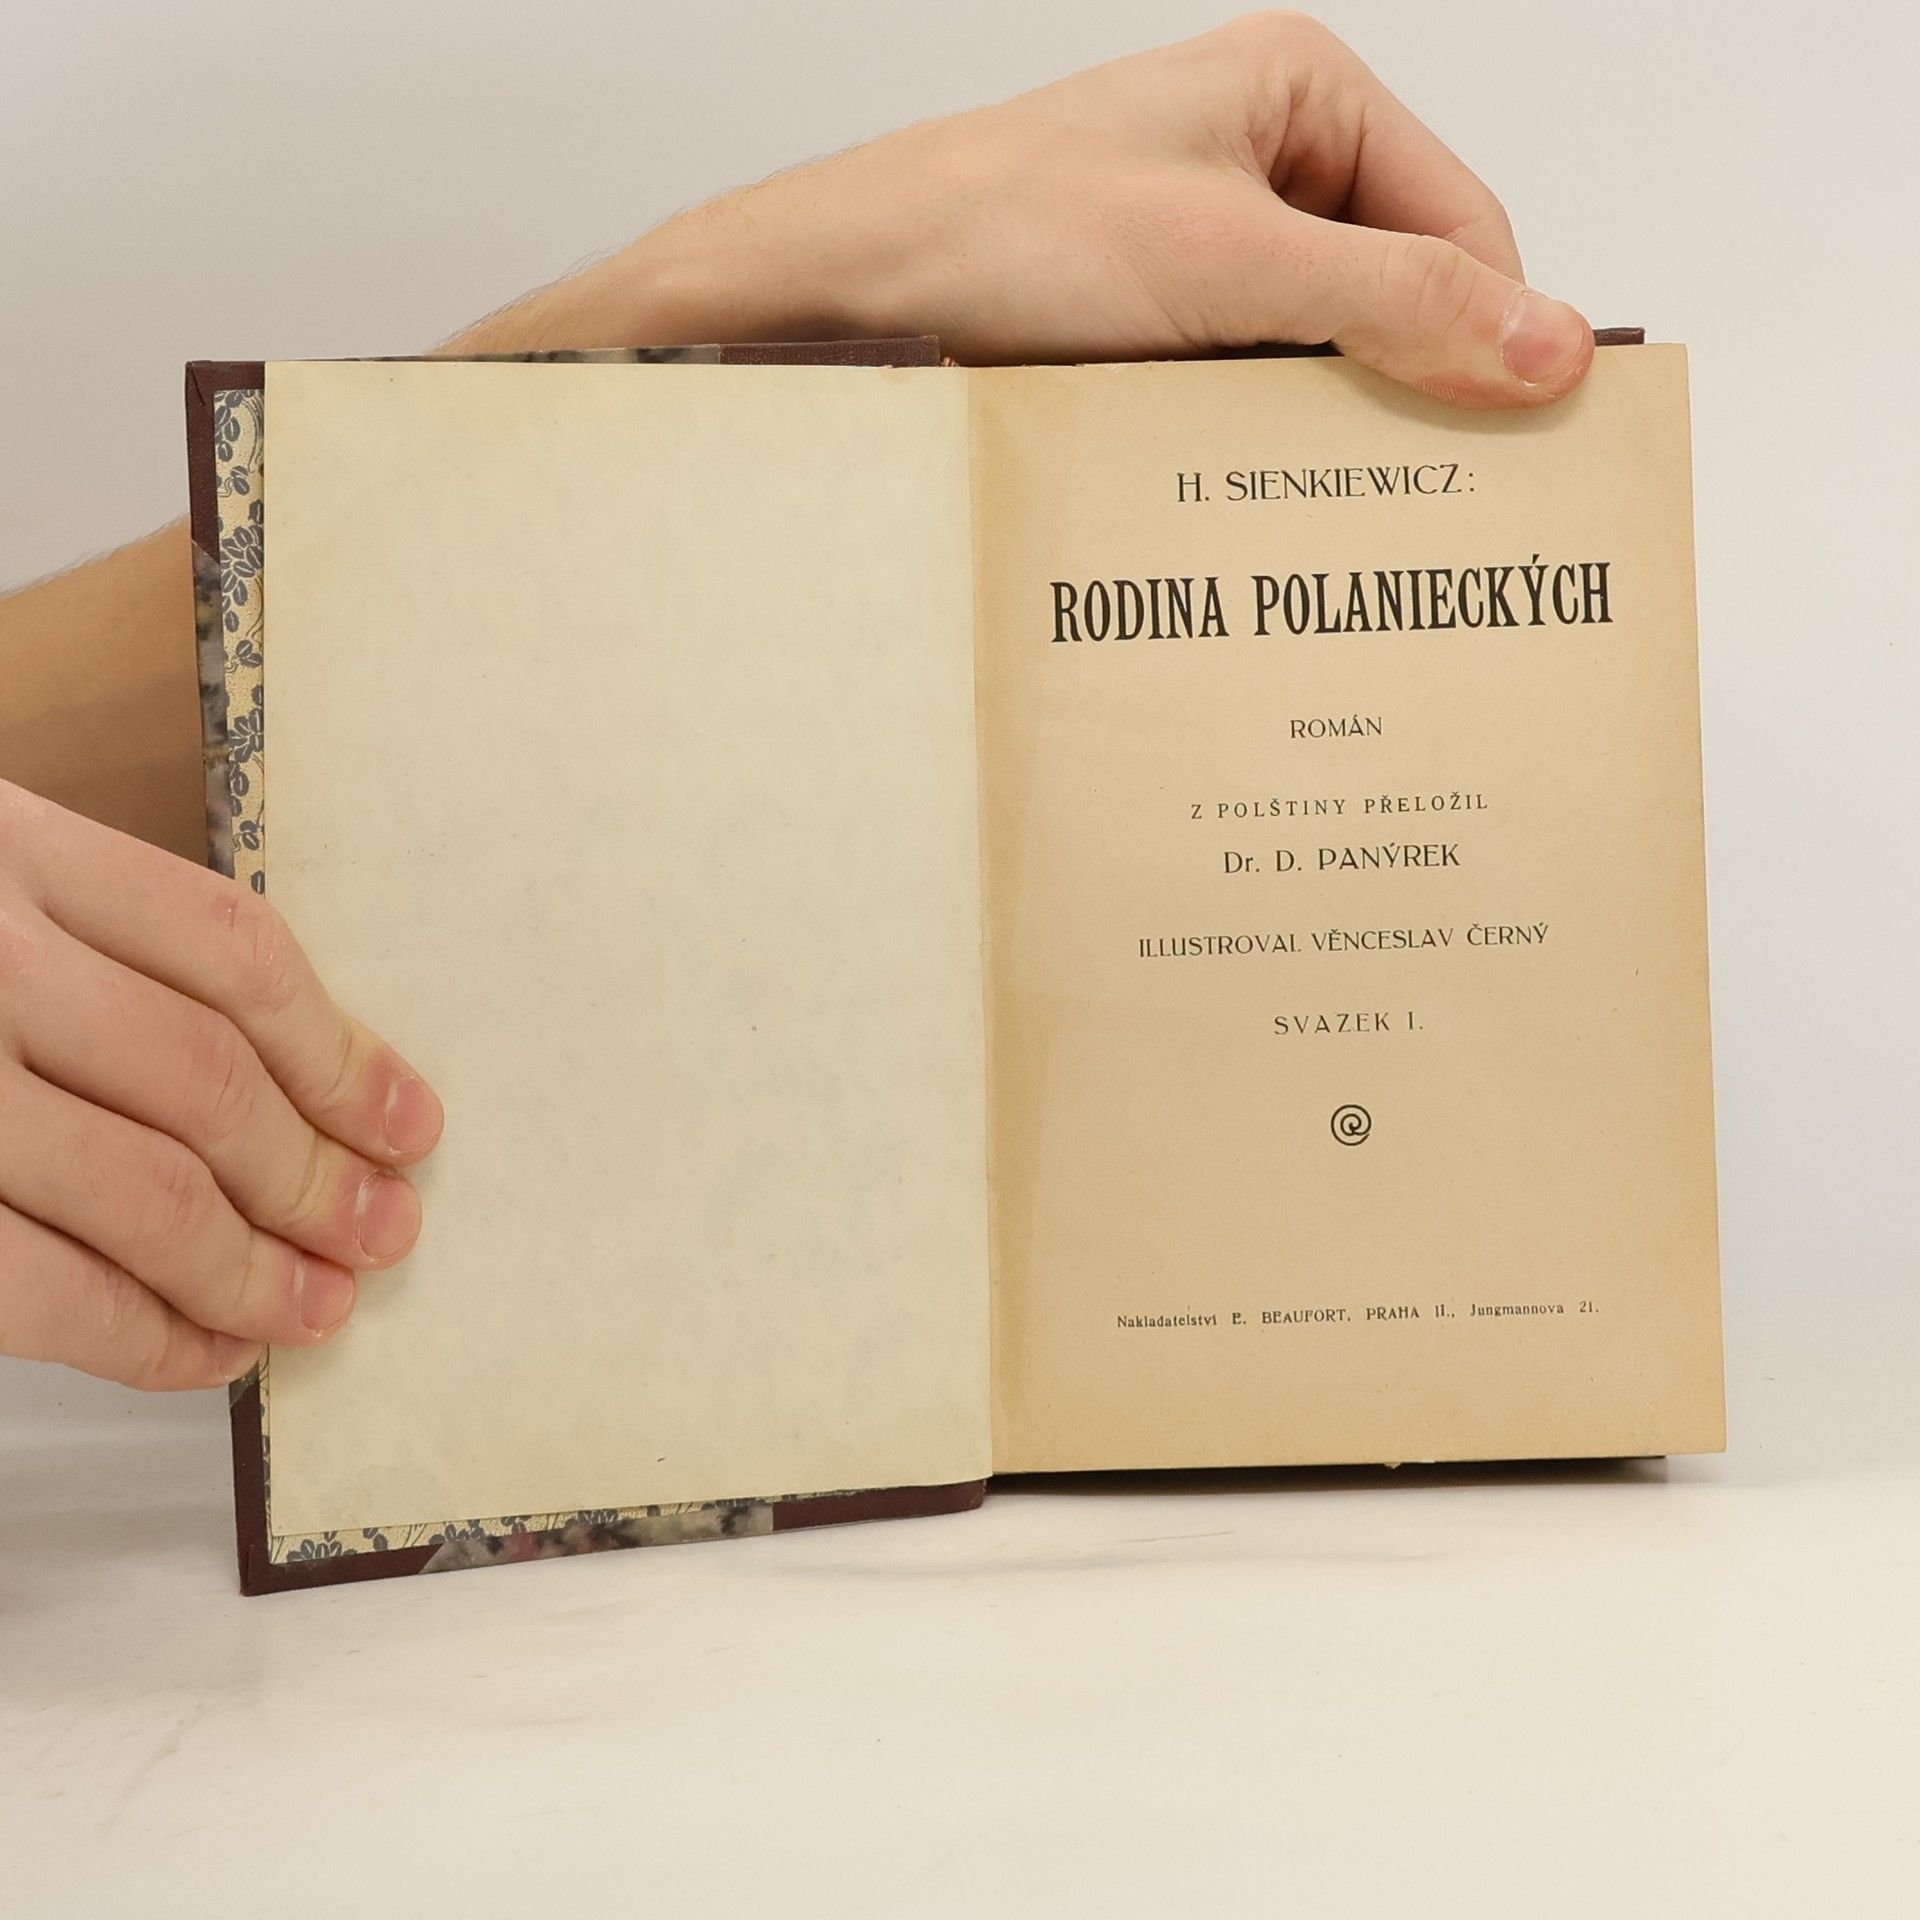 H. SIENKIEWICZ:
RODINA POLANIECKÝCH
ROMÁN
Z POLŠTINY PŘELOŽIL
Dr. D. PANÝREK
ILLUSTROVAL VĚNCESLAV ČERNÝ
SVAZEK I.
Nakladatelství E. BEAUFORT, PRAHA II., Jungmannova 21.